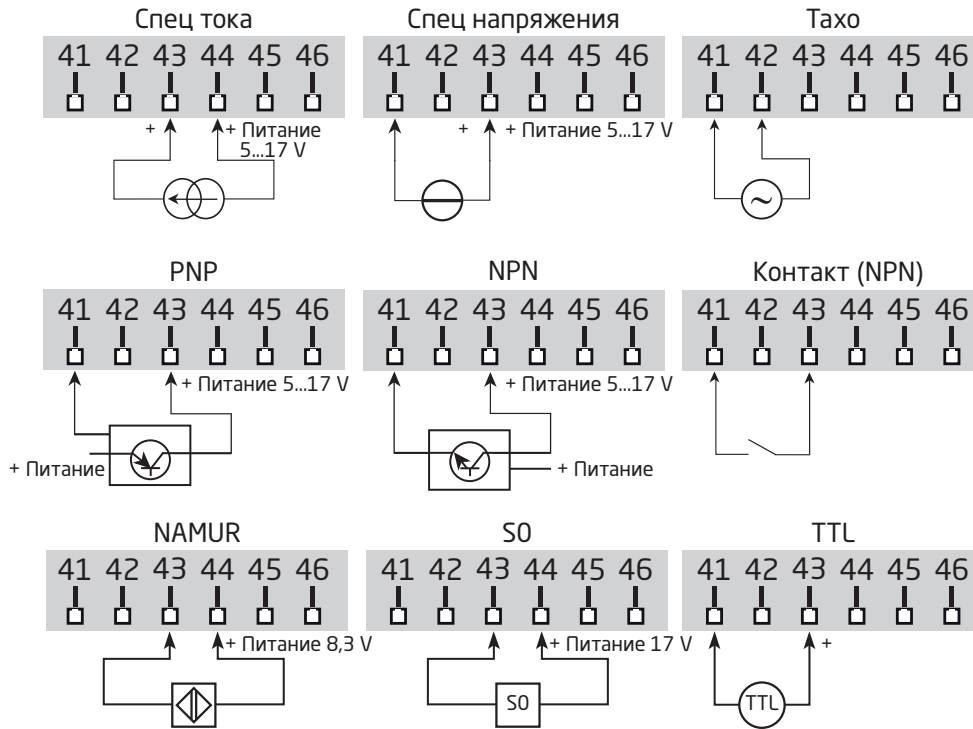 Спец тока
Спец напряжения
Тахо
41 42 43 44 45 46
41 42 43 44 45 46
41 42 43 44 45 46
+
+ Питание
5...17 V
+
+ Питание 5...17 V
~
PNP
NPN
Контакт (NPN)
41 42 43 44 45 46
41 42 43 44 45 46
41 42 43 44 45 46
+ Питание 5...17 V
+ Питание 5...17 V
+ Питание
+ Питание
NAMUR
S0
TTL
41 42 43 44 45 46
41 42 43 44 45 46
41 42 43 44 45 46
+ Питание 8,3 V
+ Питание 17 V
+
S0
TTL